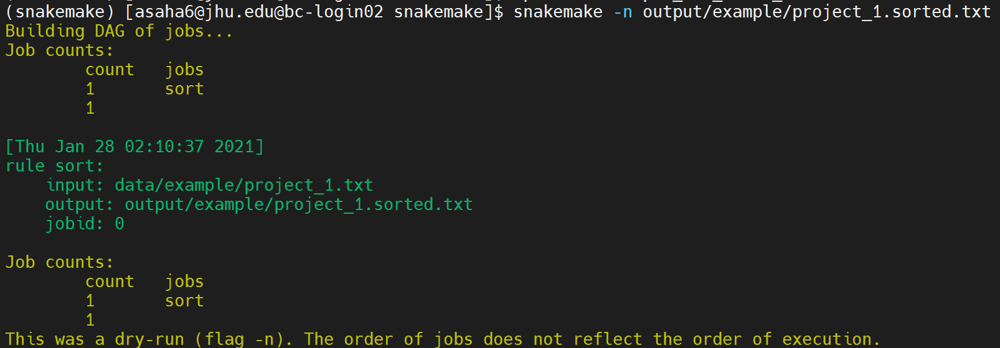 (snakemake) [asaha6@jhu.edu@bc-login02 snakemake]$ snakemake -n output/example/project_1.sorted.txt
Building DAG of jobs...
Job counts:
count jobs
1 sort
1
[Thu Jan 28 02:10:37 2021]
rule sort:
input: data/example/project_1.txt
output: output/example/project_1.sorted.txt
jobid: 0
Job counts:
count jobs
1 sort
1
This was a dry-run (flag -n). The order of jobs does not reflect the order of execution.